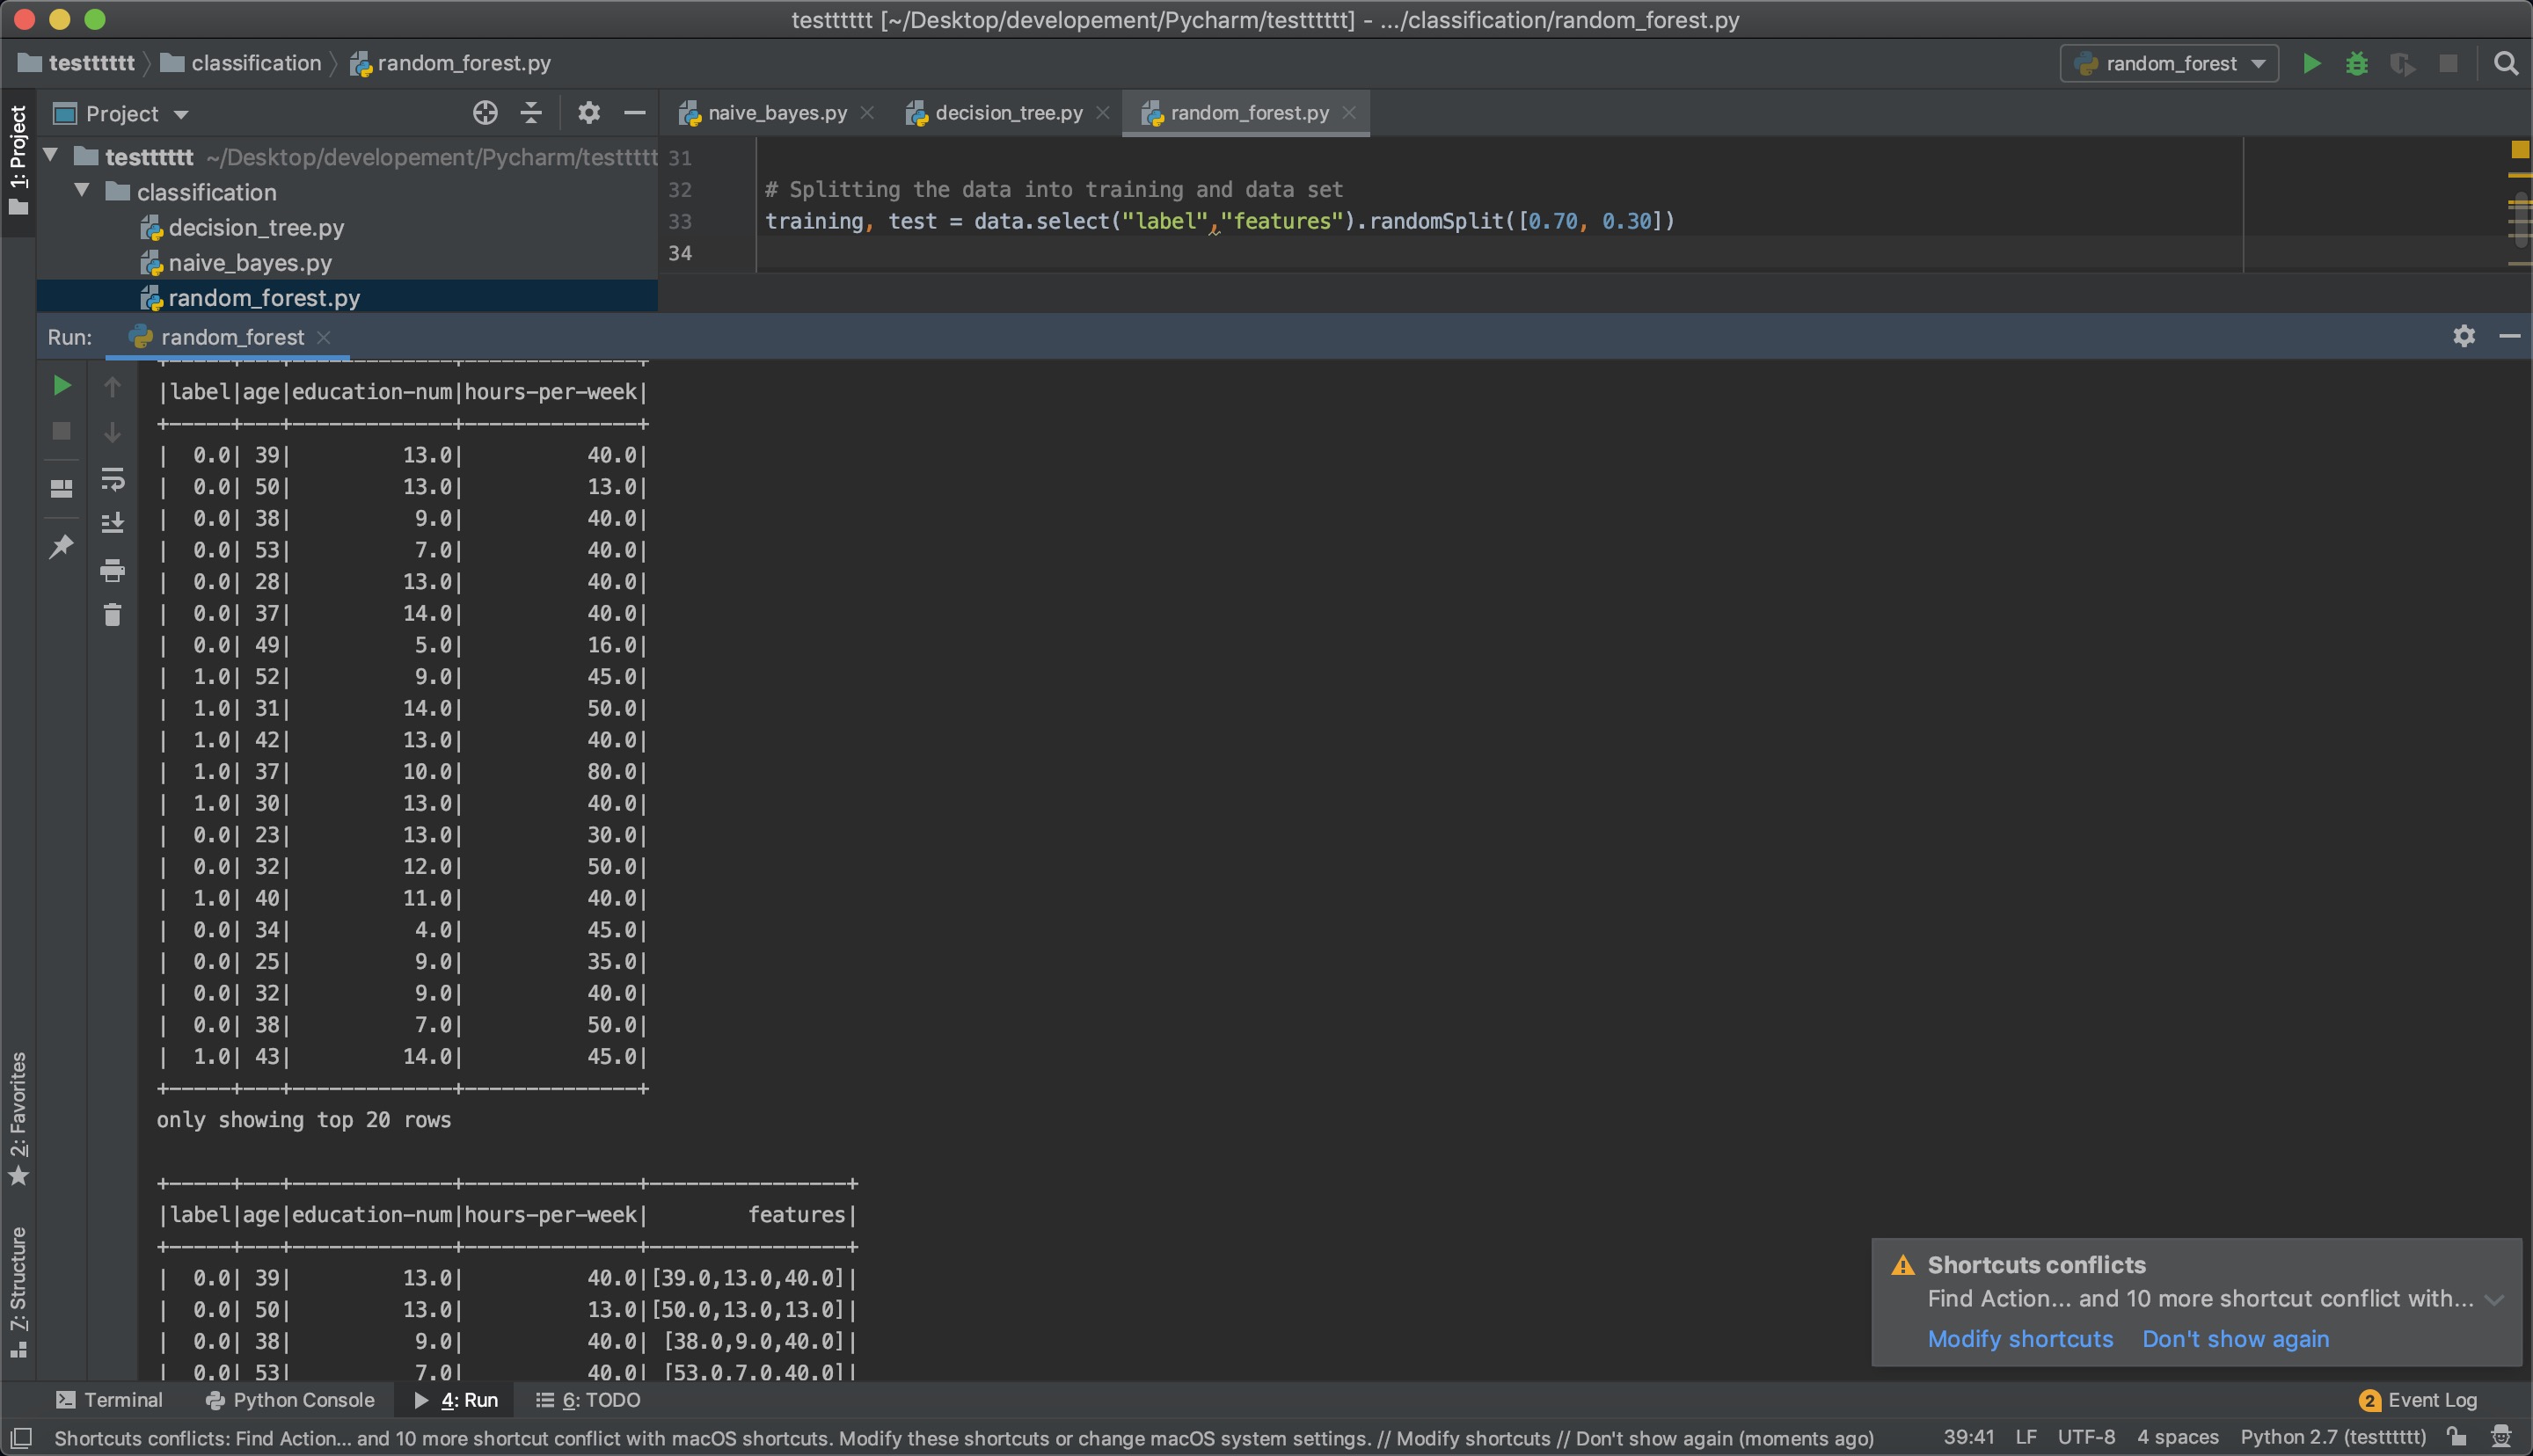 testttttt [~/Desktop/developement/Pycharm/testttttt] - .../classification/random_forest.py
testttttt classification random_forest.py random_forest
1: Project
Project
naive_bayes.py decision_tree.py random_forest.py
testttttt ~/Desktop/developement/Pycharm/testttttt
classification
decision_tree.py
naive_bayes.py
random_forest.py
31
32 # Splitting the data into training and data set
33 training, test = data.select("label","features").randomSplit([0.70, 0.30])
34
Run: random_forest
+-----+---+-------------+--------------+
|label|age|education-num|hours-per-week|
+-----+---+-------------+--------------+
|  0.0| 39|         13.0|          40.0|
|  0.0| 50|         13.0|          13.0|
|  0.0| 38|          9.0|          40.0|
|  0.0| 53|          7.0|          40.0|
|  0.0| 28|         13.0|          40.0|
|  0.0| 37|         14.0|          40.0|
|  0.0| 49|          5.0|          16.0|
|  1.0| 52|          9.0|          45.0|
|  1.0| 31|         14.0|          50.0|
|  1.0| 42|         13.0|          40.0|
|  1.0| 37|         10.0|          80.0|
|  1.0| 30|         13.0|          40.0|
|  0.0| 23|         13.0|          30.0|
|  0.0| 32|         12.0|          50.0|
|  1.0| 40|         11.0|          40.0|
|  0.0| 34|          4.0|          45.0|
|  0.0| 25|          9.0|          35.0|
|  0.0| 32|          9.0|          40.0|
|  0.0| 38|          7.0|          50.0|
|  1.0| 43|         14.0|          45.0|
+-----+---+-------------+--------------+
only showing top 20 rows
+-----+---+-------------+--------------+----------------+
|label|age|education-num|hours-per-week|        features|
+-----+---+-------------+--------------+----------------+
|  0.0| 39|         13.0|          40.0|[39.0,13.0,40.0]|
|  0.0| 50|         13.0|          13.0|[50.0,13.0,13.0]|
|  0.0| 38|          9.0|          40.0| [38.0,9.0,40.0]|
|  0.0| 53|          7.0|          40.0| [53.0,7.0,40.0]|
2: Favorites
7: Structure
Shortcuts conflicts
Find Action... and 10 more shortcut conflict with...
Modify shortcuts Don't show again
Terminal Python Console 4: Run 6: TODO 2 Event Log
Shortcuts conflicts: Find Action... and 10 more shortcut conflict with macOS shortcuts. Modify these shortcuts or change macOS system settings. // Modify shortcuts // Don't show again (moments ago) 39:41 LF UTF-8 4 spaces Python 2.7 (testttttt)